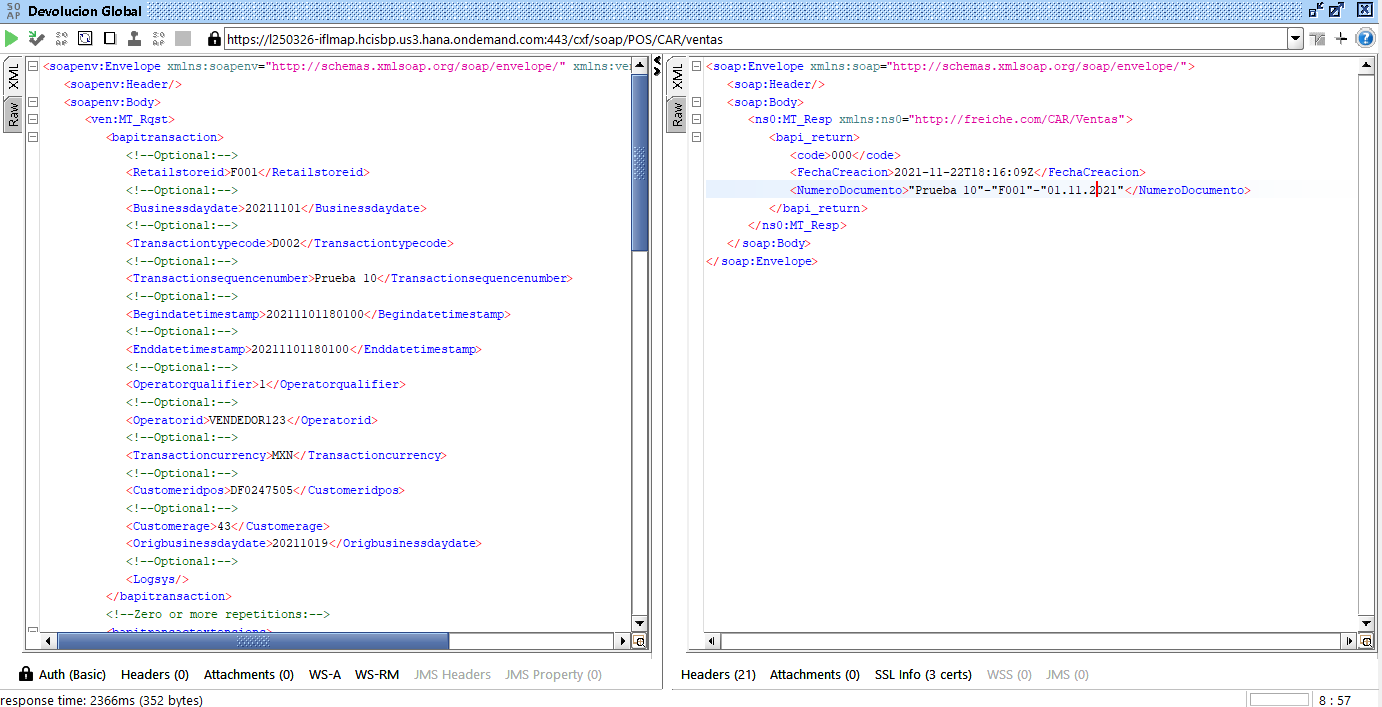 SO AP Devolucion Global
https://l250326-iflmap.hcisbp.us3.hana.ondemand.com:443/cxf/soap/POS/CAR/ventas
XML
Raw
<soapenv:Envelope xmlns:soapenv="http://schemas.xmlsoap.org/soap/envelope/" xmlns:ve
<soapenv:Header/>
<soapenv:Body>
<ven:MT_Rqst>
<bapitransaction>
<!--Optional:-->
<Retailstoreid>F001</Retailstoreid>
<!--Optional:-->
<Businessdaydate>20211101</Businessdaydate>
<!--Optional:-->
<Transactiontypecode>D002</Transactiontypecode>
<!--Optional:-->
<Transactionsequencenumber>Prueba 10</Transactionsequencenumber>
<!--Optional:-->
<Begindatetimestamp>20211101180100</Begindatetimestamp>
<!--Optional:-->
<Enddatetimestamp>20211101180100</Enddatetimestamp>
<!--Optional:-->
<Operatorqualifier>1</Operatorqualifier>
<!--Optional:-->
<Operatorid>VENDEDOR123</Operatorid>
<!--Optional:-->
<Transactioncurrency>MXN</Transactioncurrency>
<!--Optional:-->
<Customeridpos>DF0247505</Customeridpos>
<!--Optional:-->
<Customerage>43</Customerage>
<Origbusinessdaydate>20211019</Origbusinessdaydate>
<!--Optional:-->
<Logsys/>
</bapitransaction>
<!--Zero or more repetitions:-->
<bapitransactextensions>
Auth (Basic) Headers (0) Attachments (0) WS-A WS-RM JMS Headers JMS Property (0)
XML
Raw
<soap:Envelope xmlns:soap="http://schemas.xmlsoap.org/soap/envelope/">
<soap:Header/>
<soap:Body>
<ns0:MT_Resp xmlns:ns0="http://freiche.com/CAR/Ventas">
<bapi_return>
<code>000</code>
<FechaCreacion>2021-11-22T18:16:09Z</FechaCreacion>
<NumeroDocumento>"Prueba 10"-"F001"-"01.11.2021"</NumeroDocumento>
</bapi_return>
</ns0:MT_Resp>
</soap:Body>
</soap:Envelope>
Headers (21) Attachments (0) SSL Info (3 certs) WSS (0) JMS (0)
response time: 2366ms (352 bytes)
8 : 57